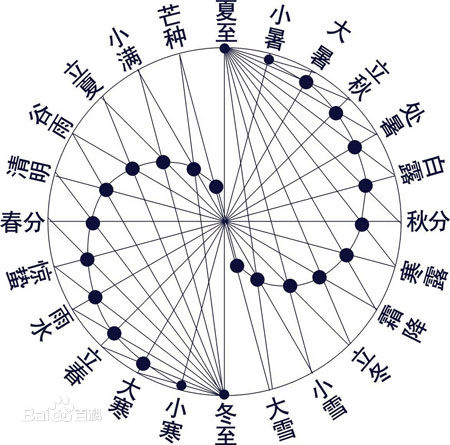 夏至
小暑
大暑
立秋
处暑
白露
秋分
寒露
霜降
立冬
小雪
大雪
冬至
小寒
大寒
立春
雨水
惊蛰
春分
清明
谷雨
立夏
小满
芒种
Bai百科